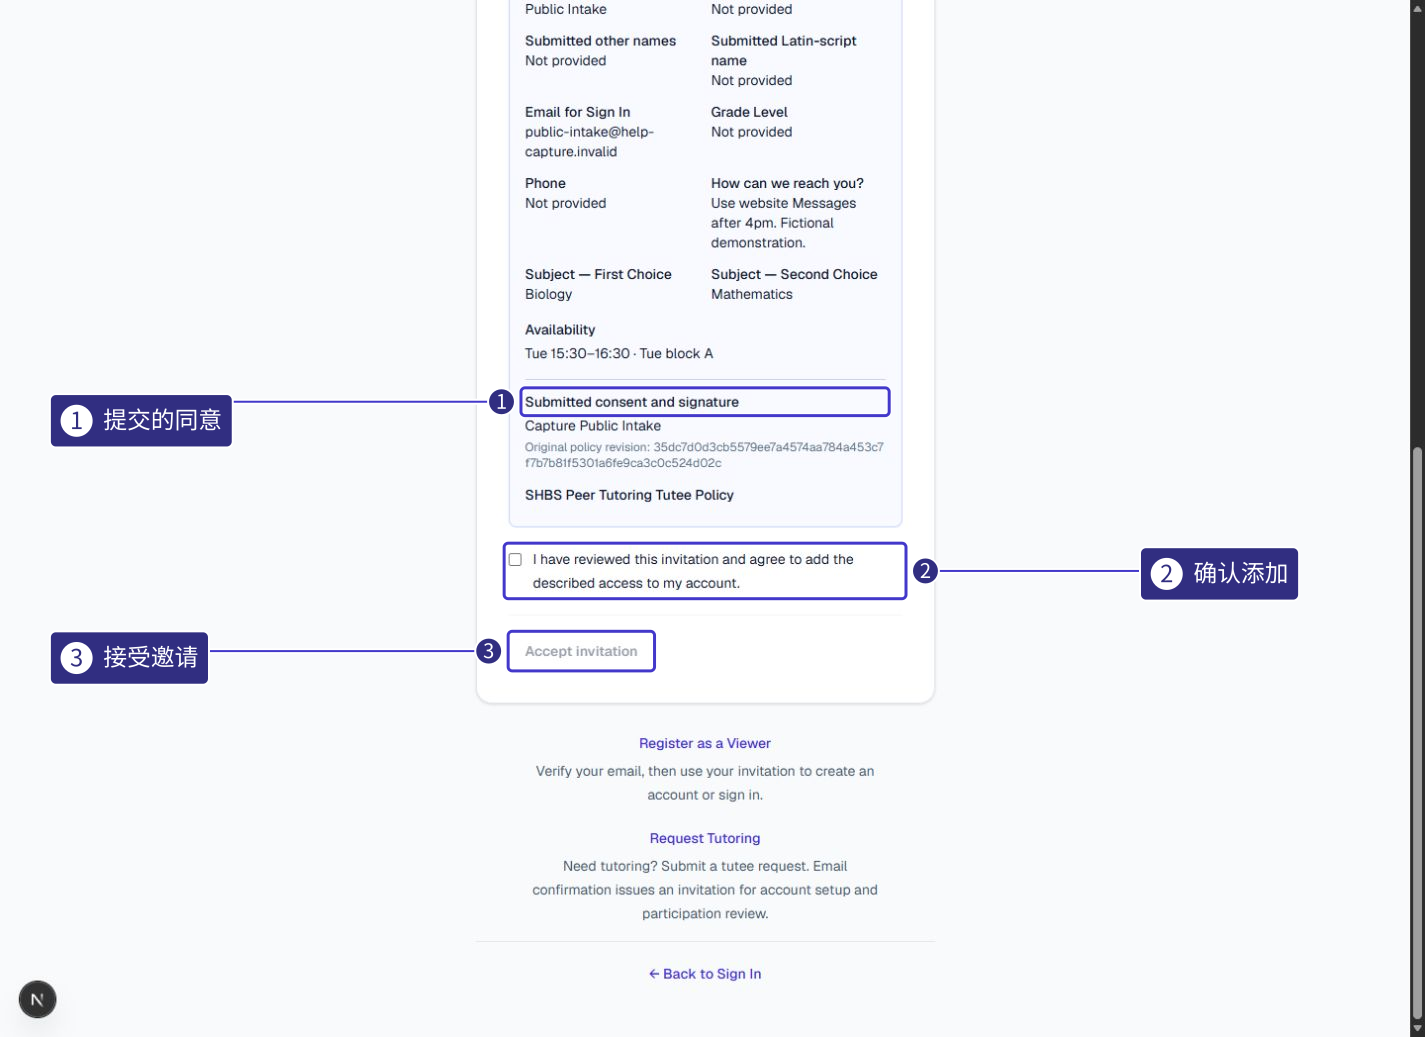 Public Intake
Not provided
Submitted other names
Not provided
Submitted Latin-script
name
Not provided
Email for Sign In
public-intake@help-
capture.invalid
Grade Level
Not provided
Phone
Not provided
How can we reach you?
Use website Messages
after 4pm. Fictional
demonstration.
Subject — First Choice
Biology
Subject — Second Choice
Mathematics
Availability
Tue 15:30–16:30 · Tue block A
1 提交的同意
1
Submitted consent and signature
Capture Public Intake
Original policy revision: 35dc7d0d3cb5579ee7a4574aa784a453c7
f7b7b81f5301a6fe9ca3c0c524d02c
SHBS Peer Tutoring Tutee Policy
I have reviewed this invitation and agree to add the
described access to my account.
2
2 确认添加
3 接受邀请
3
Accept invitation
Register as a Viewer
Verify your email, then use your invitation to create an
account or sign in.
Request Tutoring
Need tutoring? Submit a tutee request. Email
confirmation issues an invitation for account setup and
participation review.
← Back to Sign In
N